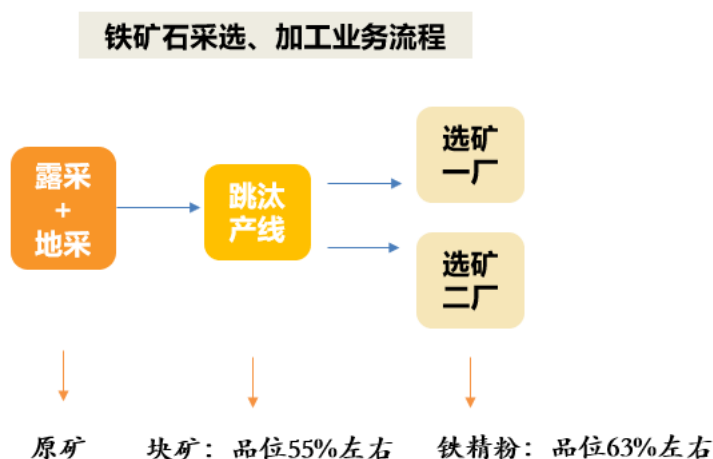 铁矿石采选、加工业务流程
露采
+
地采
跳汰
产线
选矿
一厂
选矿
二厂
原矿
块矿：品位55%左右
铁精粉：品位63%左右